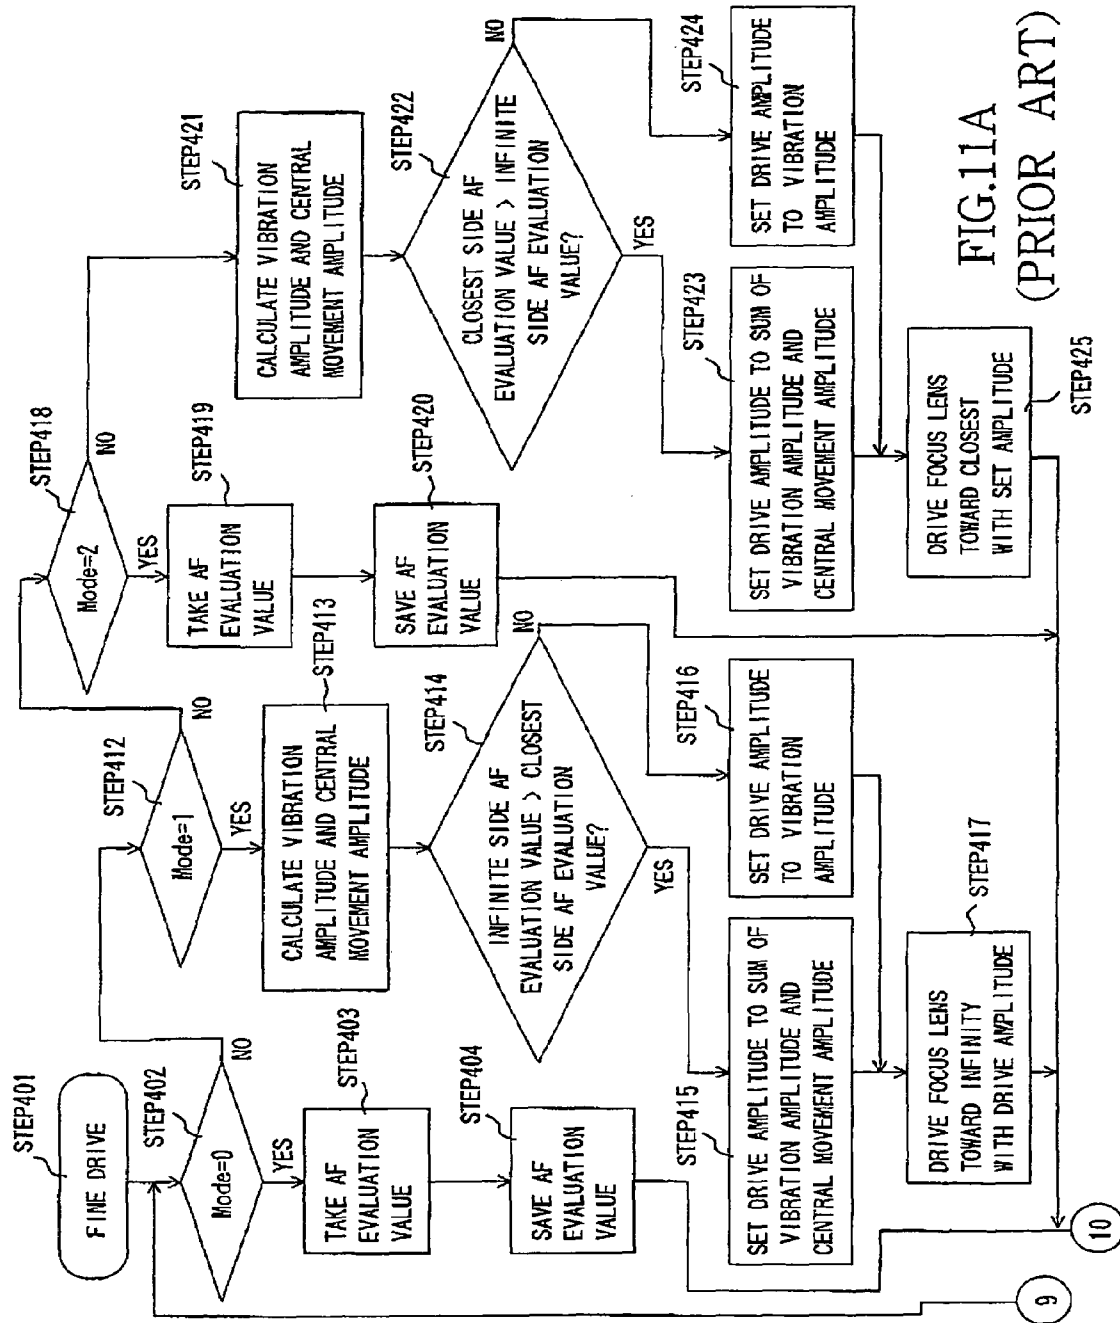 STEP401
FINE DRIVE
STEP402
Mode=0
NO
YES
STEP403
TAKE AF
EVALUATION
VALUE
STEP404
SAVE AF
EVALUATION
VALUE
STEP412
Mode=1
NO
YES
STEP413
CALCULATE VIBRATION
AMPLITUDE AND CENTRAL
MOVEMENT AMPLITUDE
STEP414
INFINITE SIDE AF
EVALUATION VALUE > CLOSEST
SIDE AF EVALUATION
VALUE?
NO
YES
STEP415
SET DRIVE AMPLITUDE TO SUM OF
VIBRATION AMPLITUDE AND
CENTRAL MOVEMENT AMPLITUDE
STEP416
SET DRIVE AMPLITUDE
TO VIBRATION
AMPLITUDE
STEP417
DRIVE FOCUS LENS
TOWARD INFINITY
WITH DRIVE AMPLITUDE
STEP418
Mode=2
NO
YES
STEP419
TAKE AF
EVALUATION
VALUE
STEP420
SAVE AF
EVALUATION
VALUE
STEP421
CALCULATE VIBRATION
AMPLITUDE AND CENTRAL
MOVEMENT AMPLITUDE
STEP422
CLOSEST SIDE AF
EVALUATION VALUE > INFINITE
SIDE AF EVALUATION
VALUE?
NO
YES
STEP423
SET DRIVE AMPLITUDE TO SUM OF
VIBRATION AMPLITUDE AND
CENTRAL MOVEMENT AMPLITUDE
STEP424
SET DRIVE AMPLITUDE
TO VIBRATION
AMPLITUDE
STEP425
DRIVE FOCUS LENS
TOWARD CLOSEST
WITH SET AMPLITUDE
9
10
FIG.11A
(PRIOR ART)